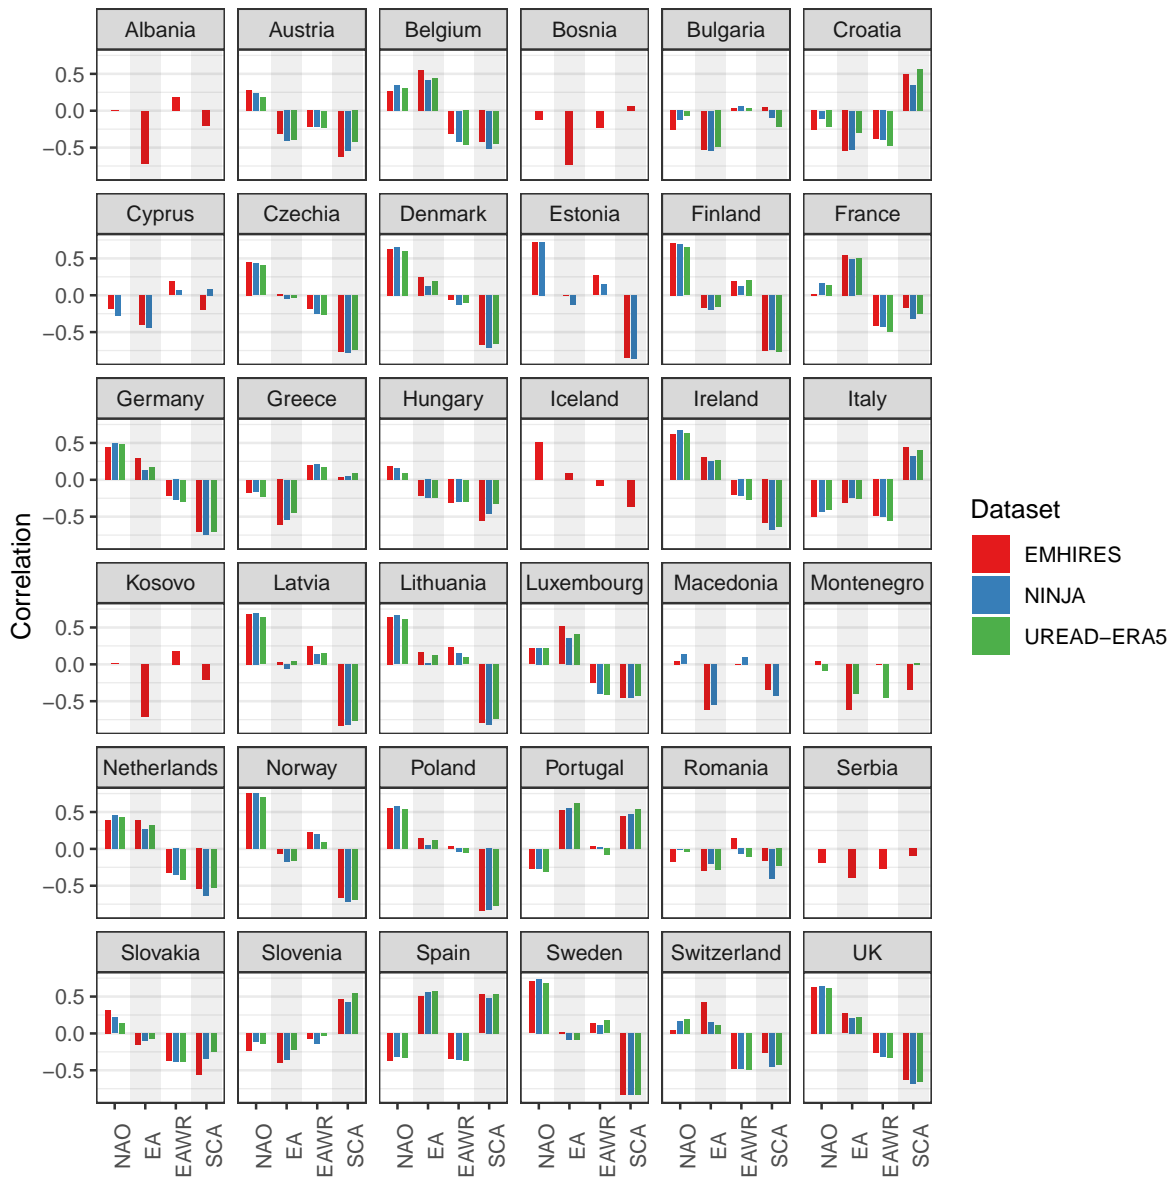 Albania Austria Belgium Bosnia Bulgaria Croatia
0.5
0.0
−0.5
Cyprus Czechia Denmark Estonia Finland France
0.5
0.0
−0.5
Germany Greece Hungary Iceland Ireland Italy
0.5
0.0
−0.5
Kosovo Latvia Lithuania Luxembourg Macedonia Montenegro
0.5
0.0
−0.5
Netherlands Norway Poland Portugal Romania Serbia
0.5
0.0
−0.5
Slovakia Slovenia Spain Sweden Switzerland UK
0.5
0.0
−0.5
NAO EA EAWR SCA NAO EA EAWR SCA NAO EA EAWR SCA NAO EA EAWR SCA NAO EA EAWR SCA NAO EA EAWR SCA
Correlation
Dataset
EMHIRES
NINJA
UREAD−ERA5